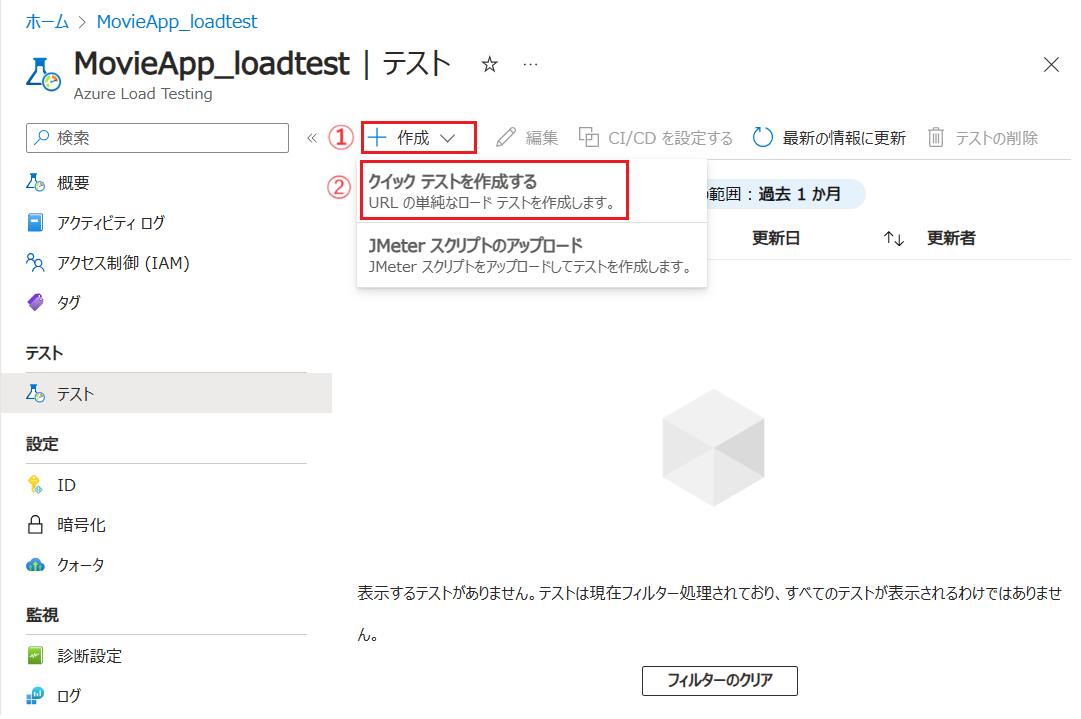 ホーム > MovieApp_loadtest
MovieApp_loadtest | テスト ☆ …
Azure Load Testing
検索
«
① + 作成 編集 CI/CD を設定する 最新の情報に更新 テストの削除
② クイック テストを作成する
URL の単純なロード テストを作成します。
JMeter スクリプトのアップロード
JMeter スクリプトをアップロードしてテストを作成します。
範囲 : 過去 1 か月
更新日 ↑↓ 更新者
概要
アクティビティ ログ
アクセス制御 (IAM)
タグ
テスト
テスト
設定
ID
暗号化
クォータ
監視
診断設定
ログ
表示するテストがありません。テストは現在フィルター処理されており、すべてのテストが表示されるわけではありませ
ん。
フィルターのクリア